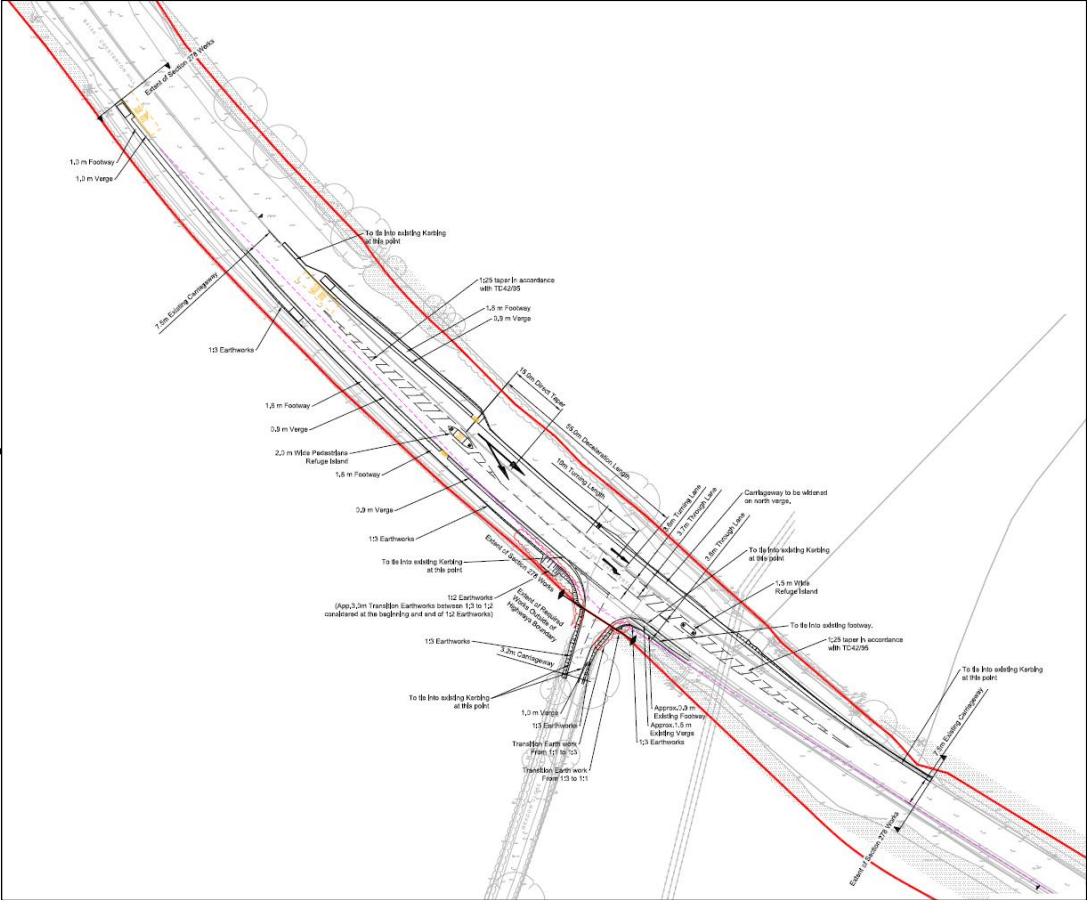 Extent of Section 278 Works
1.0 m Footway
1.0 m Verge
To tie into existing Kerbing
at this point
7.5m Existing Carriageway
1:25 taper in accordance
with TD42/95
1.8 m Footway
0.9 m Verge
1:3 Earthworks
15.0m Direct Taper
1.8 m Footway
0.9 m Verge
55.0m Deceleration Length
2.0 m Wide Pedestrians
Refuge Island
10m Turning Length
1.8 m Footway
3.5m Turning Lane
3.7m Through Lane
Carriageway to be widened
on north verge.
0.9 m Verge
3.8m Through Lane
1:3 Earthworks
To tie into existing Kerbing
at this point
Extent of Section 278 Works
To tie into existing Kerbing
at this point
1.5 m Wide
Refuge Island
1:2 Earthworks
(App.3.0m Transition Earthworks between 1:3 to 1:2
considered at the beginning and end of 1:2 Earthworks)
Extent of Required
Works Outside of
Highways Boundary
To tie into existing footway.
1:3 Earthworks
1:25 taper in accordance
with TD42/95
3.2m Carriageway
To tie into existing Kerbing
at this point
To tie into existing Kerbing
at this point
1.0 m Verge
Approx.0.9 m
Existing Footway
1:3 Earthworks
Approx.1.5 m
Existing Verge
7.5m Existing Carriageway
1:3 Earthworks
Transition Earth work
From 1:1 to 1:3
Transition Earth work
From 1:3 to 1:1
Extent of Section 278 Works